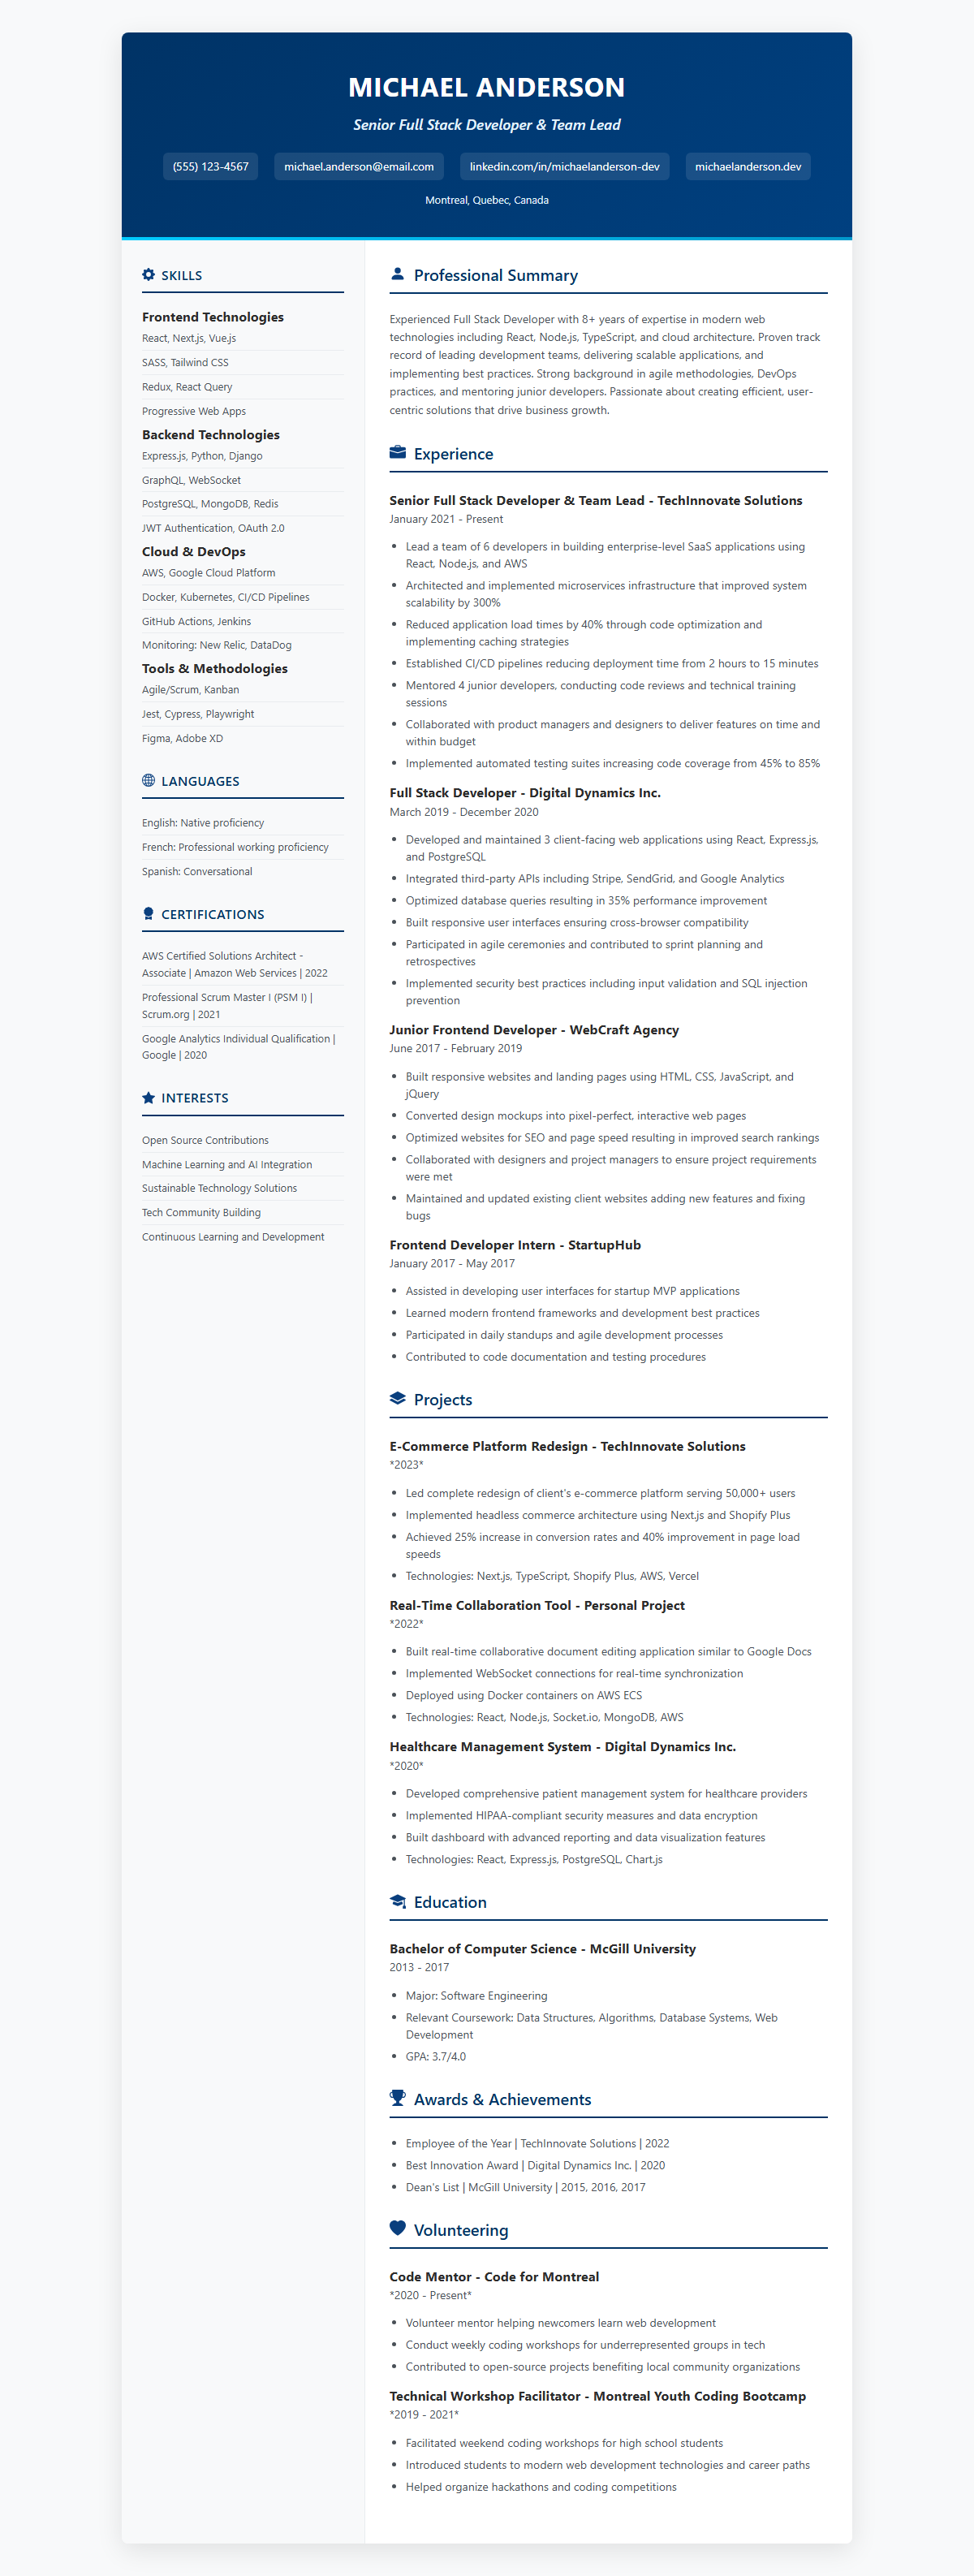 MICHAEL ANDERSON
Senior Full Stack Developer & Team Lead
(555) 123-4567
michael.anderson@email.com
linkedin.com/in/michaelanderson-dev
michaelanderson.dev
Montreal, Quebec, Canada
SKILLS
Frontend Technologies
React, Next.js, Vue.js
SASS, Tailwind CSS
Redux, React Query
Progressive Web Apps
Backend Technologies
Express.js, Python, Django
GraphQL, WebSocket
PostgreSQL, MongoDB, Redis
JWT Authentication, OAuth 2.0
Cloud & DevOps
AWS, Google Cloud Platform
Docker, Kubernetes, CI/CD Pipelines
GitHub Actions, Jenkins
Monitoring: New Relic, DataDog
Tools & Methodologies
Agile/Scrum, Kanban
Jest, Cypress, Playwright
Figma, Adobe XD
LANGUAGES
English: Native proficiency
French: Professional working proficiency
Spanish: Conversational
CERTIFICATIONS
AWS Certified Solutions Architect -
Associate | Amazon Web Services | 2022
Professional Scrum Master I (PSM I) |
Scrum.org | 2021
Google Analytics Individual Qualification |
Google | 2020
INTERESTS
Open Source Contributions
Machine Learning and AI Integration
Sustainable Technology Solutions
Tech Community Building
Continuous Learning and Development
Professional Summary
Experienced Full Stack Developer with 8+ years of expertise in modern web
technologies including React, Node.js, TypeScript, and cloud architecture. Proven track
record of leading development teams, delivering scalable applications, and
implementing best practices. Strong background in agile methodologies, DevOps
practices, and mentoring junior developers. Passionate about creating efficient, user-
centric solutions that drive business growth.
Experience
Senior Full Stack Developer & Team Lead - TechInnovate Solutions
January 2021 - Present
• Lead a team of 6 developers in building enterprise-level SaaS applications using
React, Node.js, and AWS
• Architected and implemented microservices infrastructure that improved system
scalability by 300%
• Reduced application load times by 40% through code optimization and
implementing caching strategies
• Established CI/CD pipelines reducing deployment time from 2 hours to 15 minutes
• Mentored 4 junior developers, conducting code reviews and technical training
sessions
• Collaborated with product managers and designers to deliver features on time and
within budget
• Implemented automated testing suites increasing code coverage from 45% to 85%
Full Stack Developer - Digital Dynamics Inc.
March 2019 - December 2020
• Developed and maintained 3 client-facing web applications using React, Express.js,
and PostgreSQL
• Integrated third-party APIs including Stripe, SendGrid, and Google Analytics
• Optimized database queries resulting in 35% performance improvement
• Built responsive user interfaces ensuring cross-browser compatibility
• Participated in agile ceremonies and contributed to sprint planning and
retrospectives
• Implemented security best practices including input validation and SQL injection
prevention
Junior Frontend Developer - WebCraft Agency
June 2017 - February 2019
• Built responsive websites and landing pages using HTML, CSS, JavaScript, and
jQuery
• Converted design mockups into pixel-perfect, interactive web pages
• Optimized websites for SEO and page speed resulting in improved search rankings
• Collaborated with designers and project managers to ensure project requirements
were met
• Maintained and updated existing client websites adding new features and fixing
bugs
Frontend Developer Intern - StartupHub
January 2017 - May 2017
• Assisted in developing user interfaces for startup MVP applications
• Learned modern frontend frameworks and development best practices
• Participated in daily standups and agile development processes
• Contributed to code documentation and testing procedures
Projects
E-Commerce Platform Redesign - TechInnovate Solutions
*2023*
• Led complete redesign of client's e-commerce platform serving 50,000+ users
• Implemented headless commerce architecture using Next.js and Shopify Plus
• Achieved 25% increase in conversion rates and 40% improvement in page load
speeds
• Technologies: Next.js, TypeScript, Shopify Plus, AWS, Vercel
Real-Time Collaboration Tool - Personal Project
*2022*
• Built real-time collaborative document editing application similar to Google Docs
• Implemented WebSocket connections for real-time synchronization
• Deployed using Docker containers on AWS ECS
• Technologies: React, Node.js, Socket.io, MongoDB, AWS
Healthcare Management System - Digital Dynamics Inc.
*2020*
• Developed comprehensive patient management system for healthcare providers
• Implemented HIPAA-compliant security measures and data encryption
• Built dashboard with advanced reporting and data visualization features
• Technologies: React, Express.js, PostgreSQL, Chart.js
Education
Bachelor of Computer Science - McGill University
2013 - 2017
• Major: Software Engineering
• Relevant Coursework: Data Structures, Algorithms, Database Systems, Web
Development
• GPA: 3.7/4.0
Awards & Achievements
• Employee of the Year | TechInnovate Solutions | 2022
• Best Innovation Award | Digital Dynamics Inc. | 2020
• Dean's List | McGill University | 2015, 2016, 2017
Volunteering
Code Mentor - Code for Montreal
*2020 - Present*
• Volunteer mentor helping newcomers learn web development
• Conduct weekly coding workshops for underrepresented groups in tech
• Contributed to open-source projects benefiting local community organizations
Technical Workshop Facilitator - Montreal Youth Coding Bootcamp
*2019 - 2021*
• Facilitated weekend coding workshops for high school students
• Introduced students to modern web development technologies and career paths
• Helped organize hackathons and coding competitions